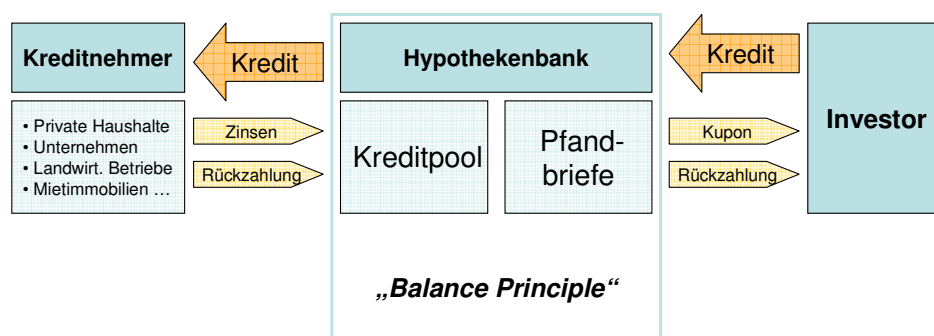 Kreditnehmer
Kredit
Hypothekenbank
Kredit
Investor
• Private Haushalte
• Unternehmen
• Landwirt. Betriebe
• Mietimmobilien …
Zinsen
Rückzahlung
Kreditpool
Pfand-
briefe
Kupon
Rückzahlung
„Balance Principle“